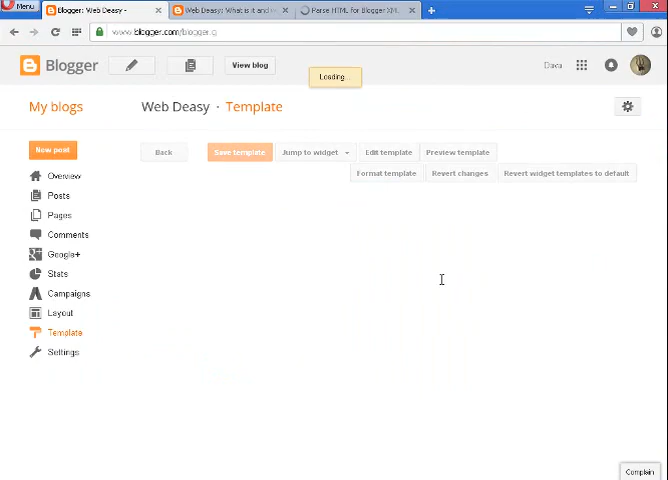 Menu
Blogger: Web Deasy -
Web Deasy: What is it and
Parse HTML for Blogger XML
www.blogger.com/blogger.g
Blogger
View blog
Loading...
My blogs
Web Deasy · Template
New post
Back
Save template
Jump to widget
Edit template
Preview template
Format template
Revert changes
Revert widget templates to default
Overview
Posts
Pages
Comments
Google+
Stats
Campaigns
Layout
Template
Settings
Complain